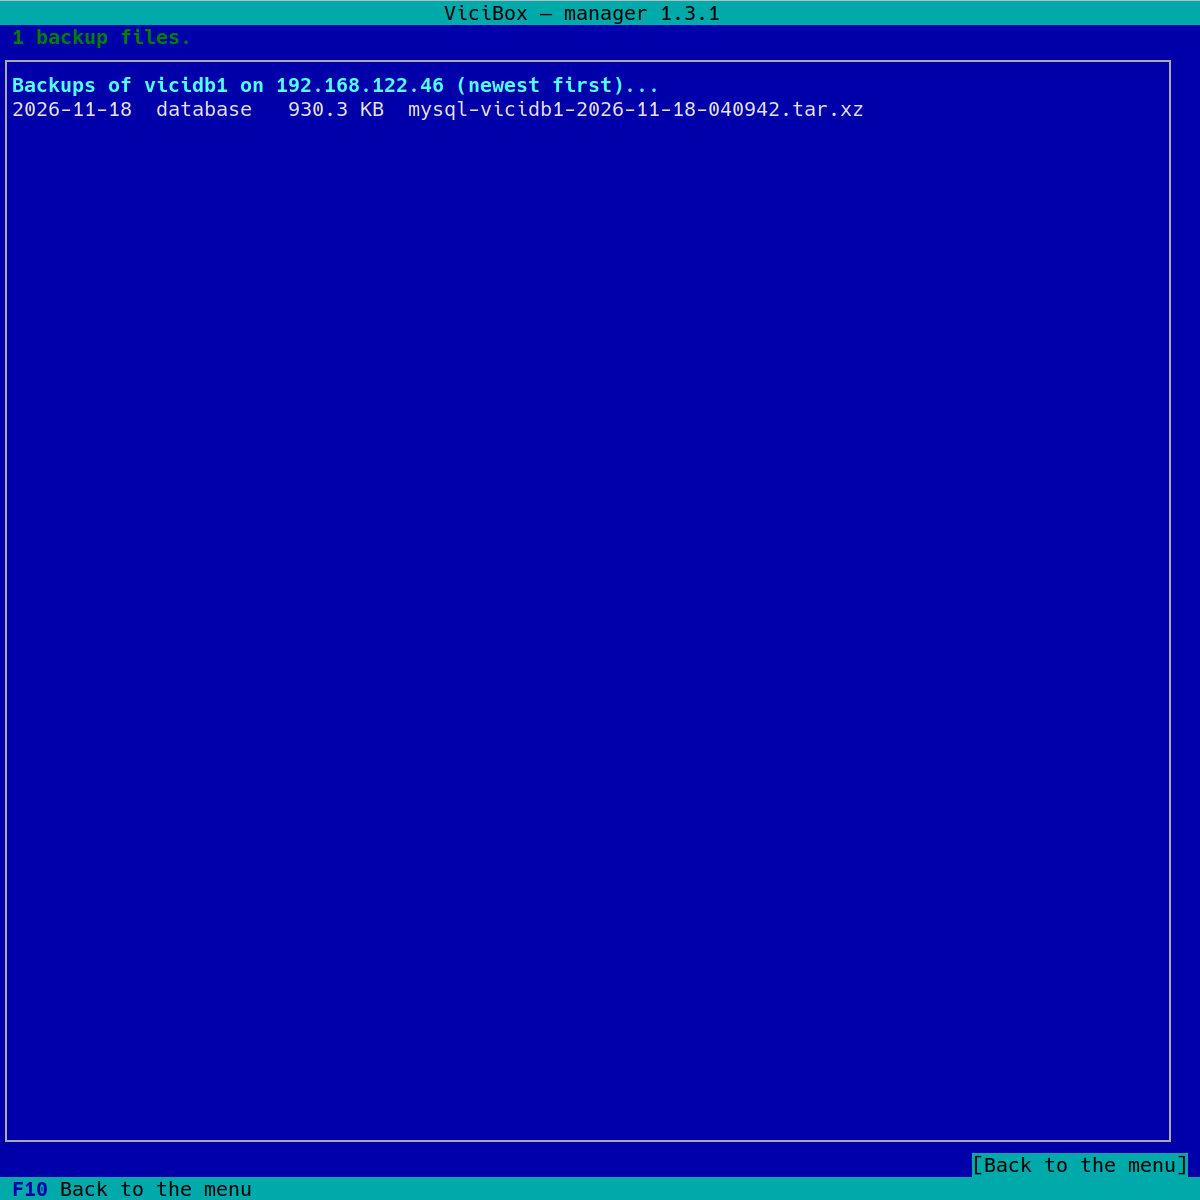 ViciBox — manager 1.3.1
1 backup files.
Backups of vicidb1 on 192.168.122.46 (newest first)...
2026-11-18  database   930.3 KB  mysql-vicidb1-2026-11-18-040942.tar.xz
[Back to the menu]
F10 Back to the menu